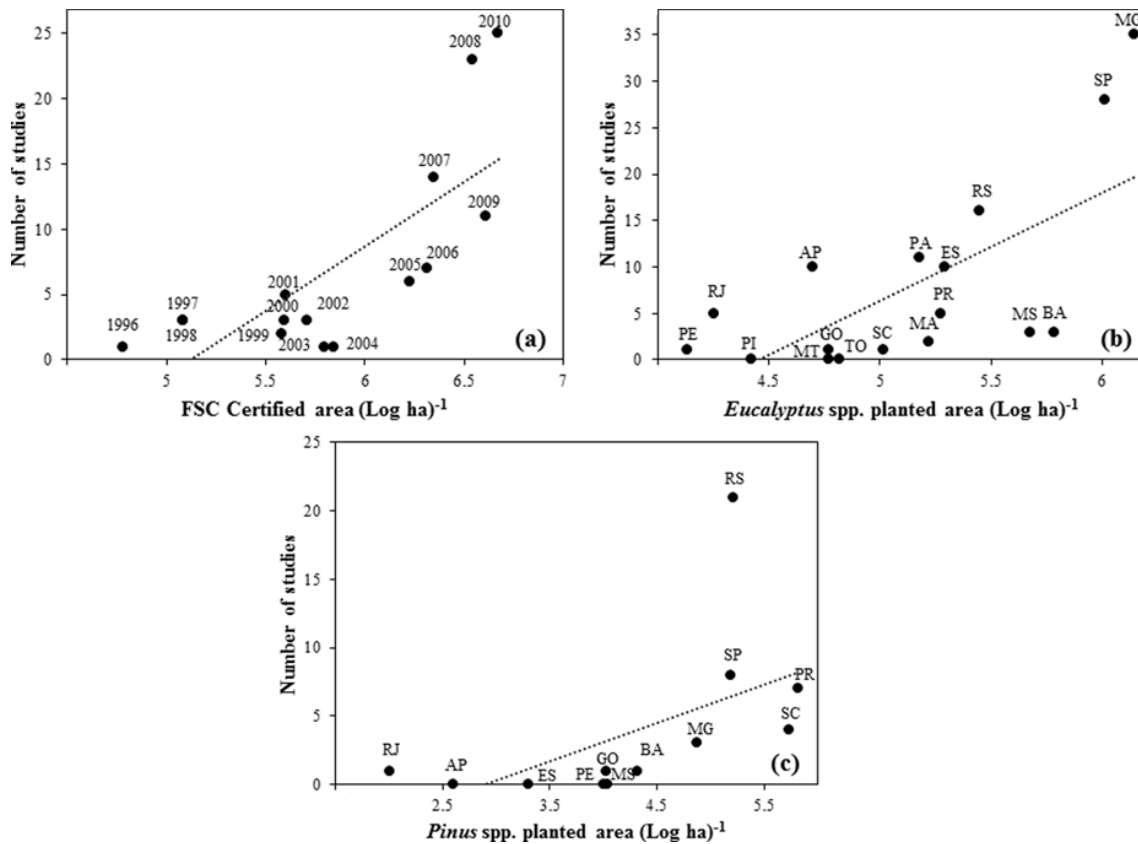 25
20
15
10
5
0
Number of studies
2010
2008
2007
2009
2006
2005
2001
1997
2000
2002
1996
1998
1999
2003
2004
(a)
5
5.5
6
6.5
7
FSC Certified area (Log ha)-1
35
30
25
20
15
10
5
0
Number of studies
MG
SP
RS
AP
PA
ES
RJ
PR
MS
BA
PE
PI
GO
SC
MA
MT
TO
(b)
4.5
5
5.5
6
Eucalyptus spp. planted area (Log ha)-1
25
20
15
10
5
0
Number of studies
RS
SP
PR
SC
MG
RJ
AP
ES
PE
GO
MS
BA
(c)
2.5
3.5
4.5
5.5
Pinus spp. planted area (Log ha)-1